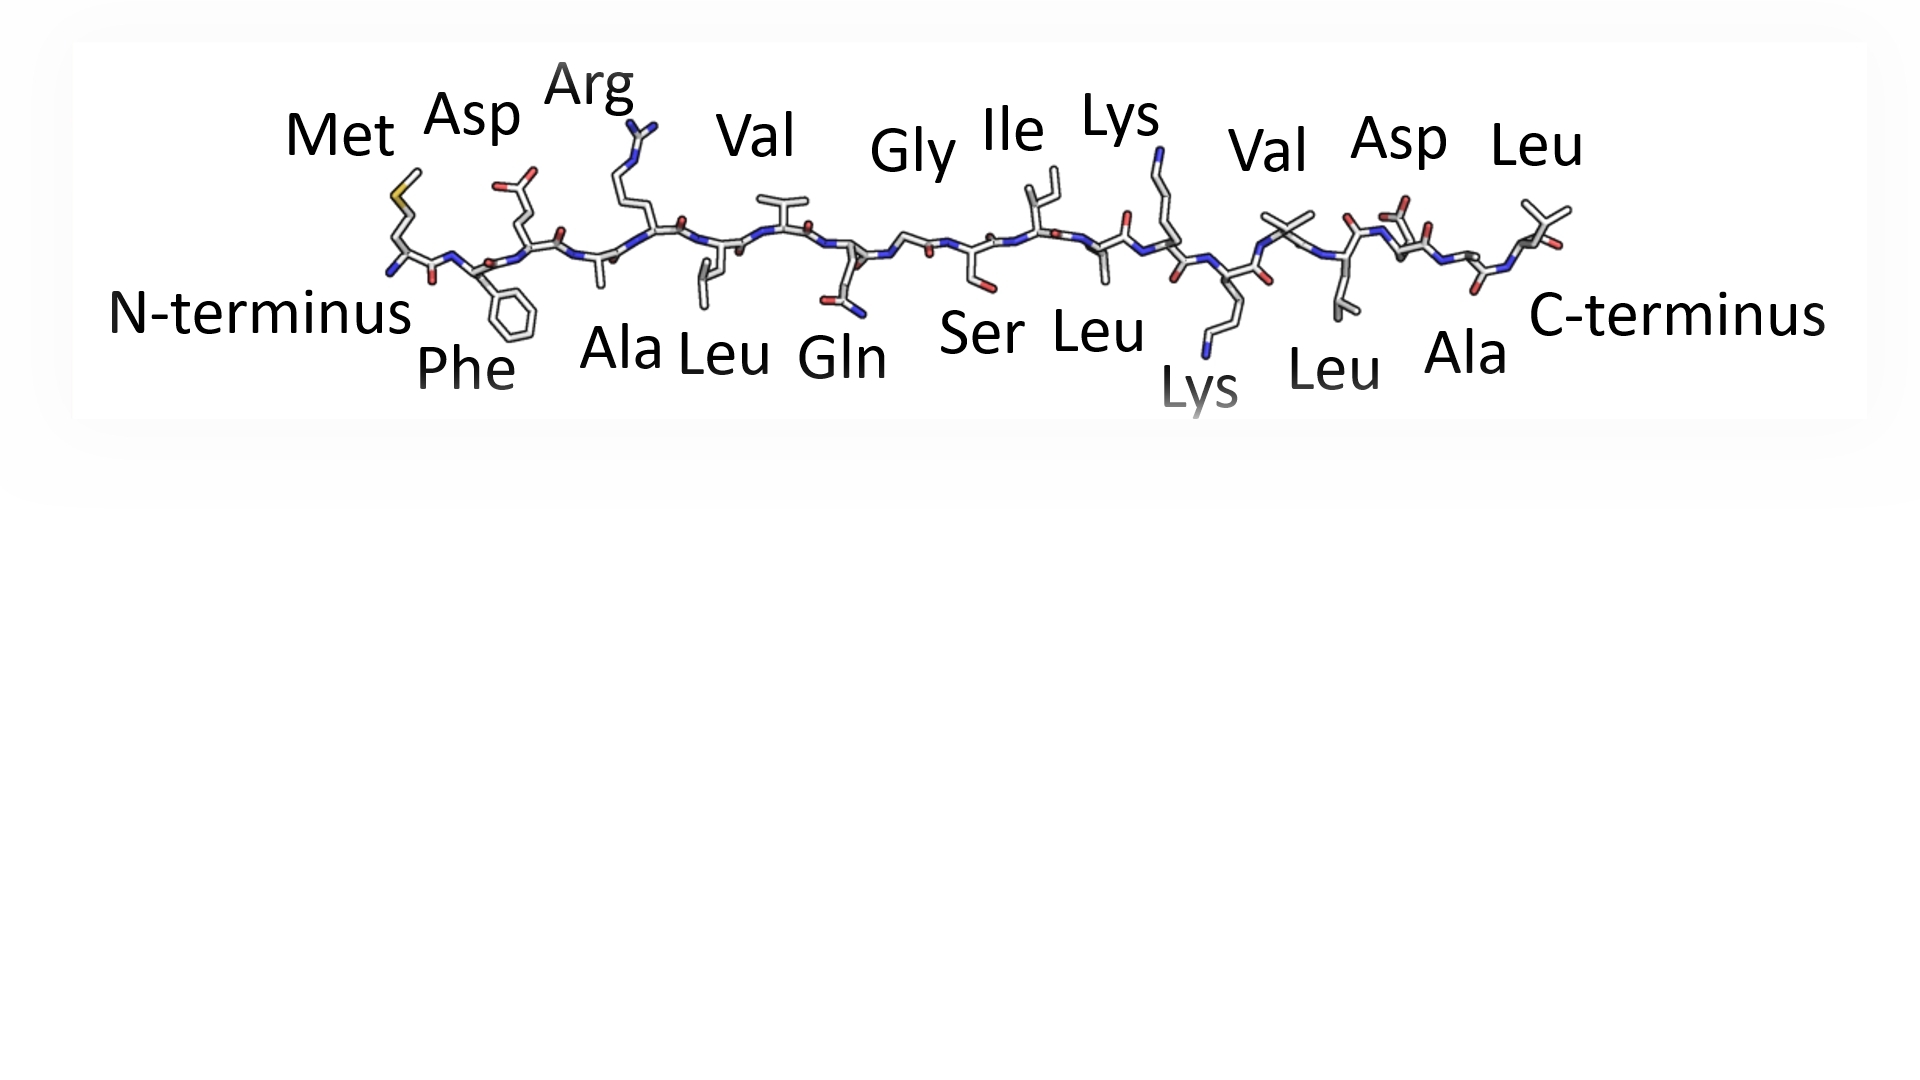 Met Asp Arg Val Gly Ile Lys Val Asp Leu
N-terminus C-terminus
Phe Ala Leu Gln Ser Leu Lys Leu Ala